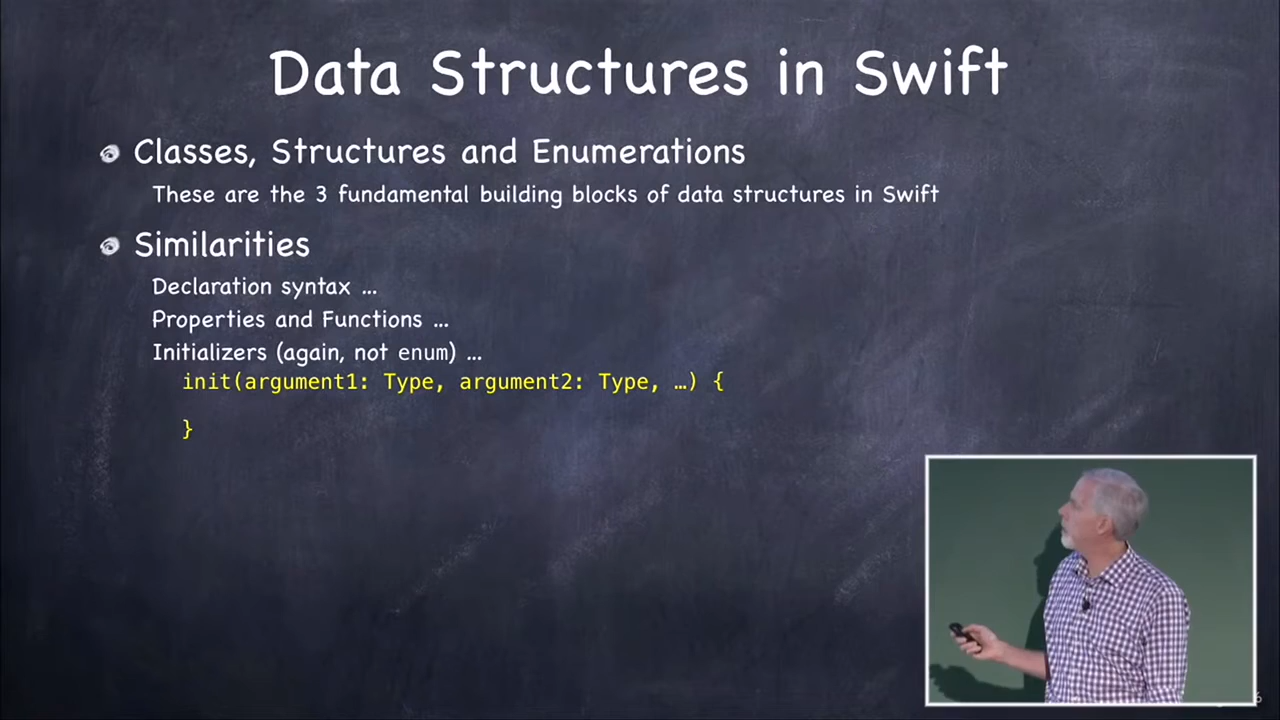 Data Structures in Swift
Classes, Structures and Enumerations
These are the 3 fundamental building blocks of data structures in Swift
Similarities
Declaration syntax ...
Properties and Functions ...
Initializers (again, not enum) ...
init(argument1: Type, argument2: Type, …) {
}